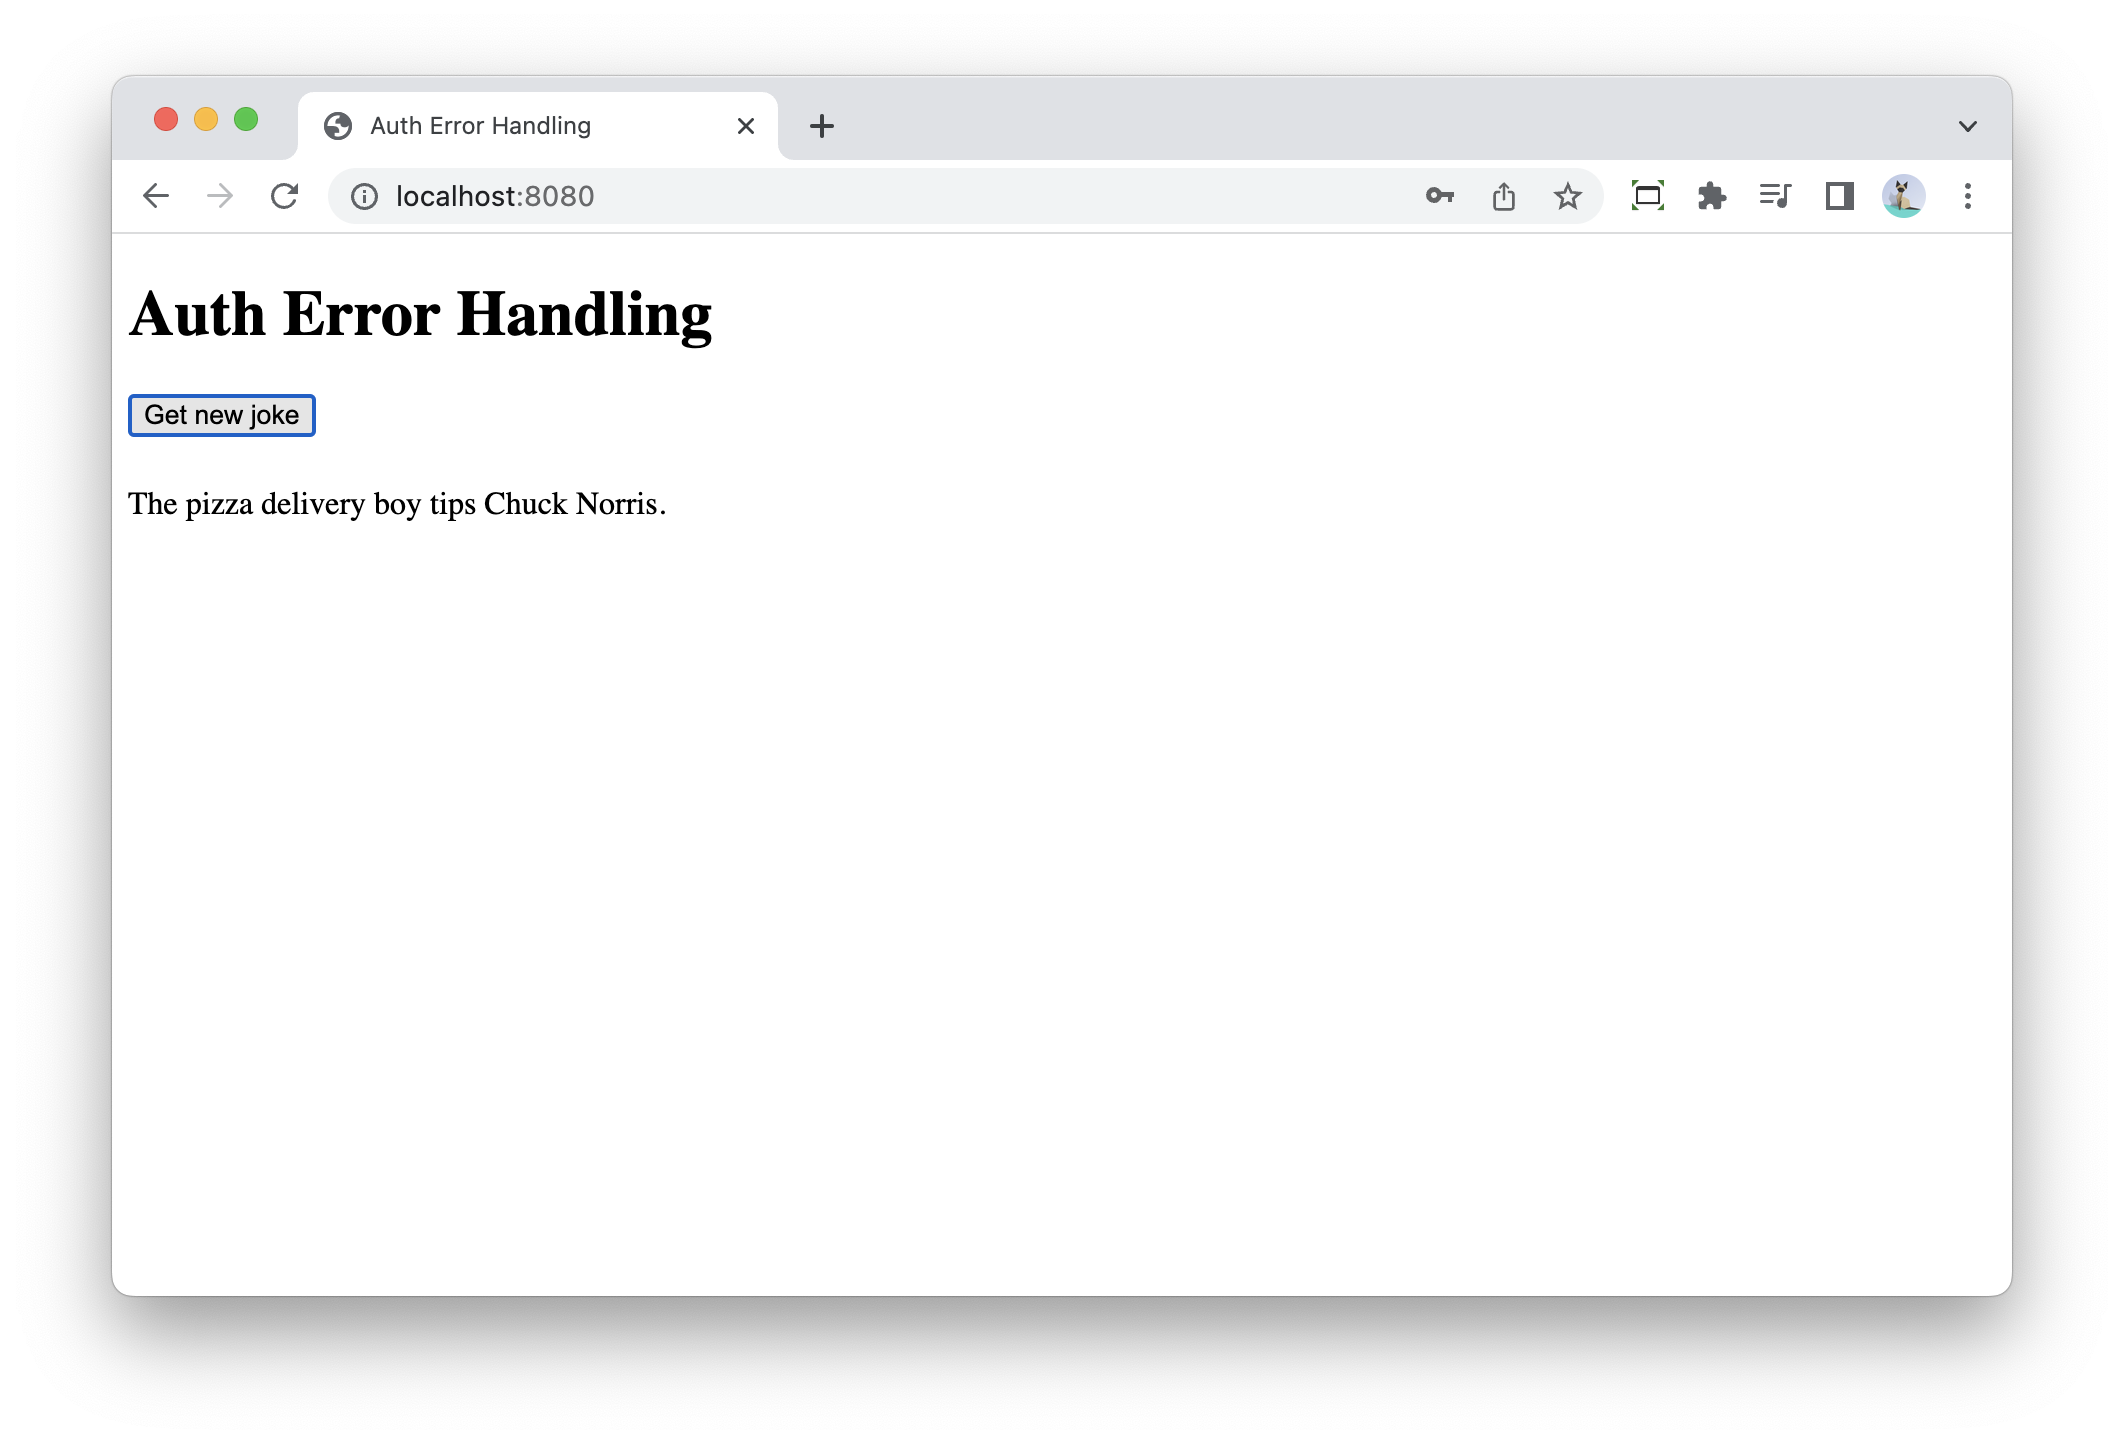 Auth Error Handling
localhost:8080
Auth Error Handling
Get new joke
The pizza delivery boy tips Chuck Norris.